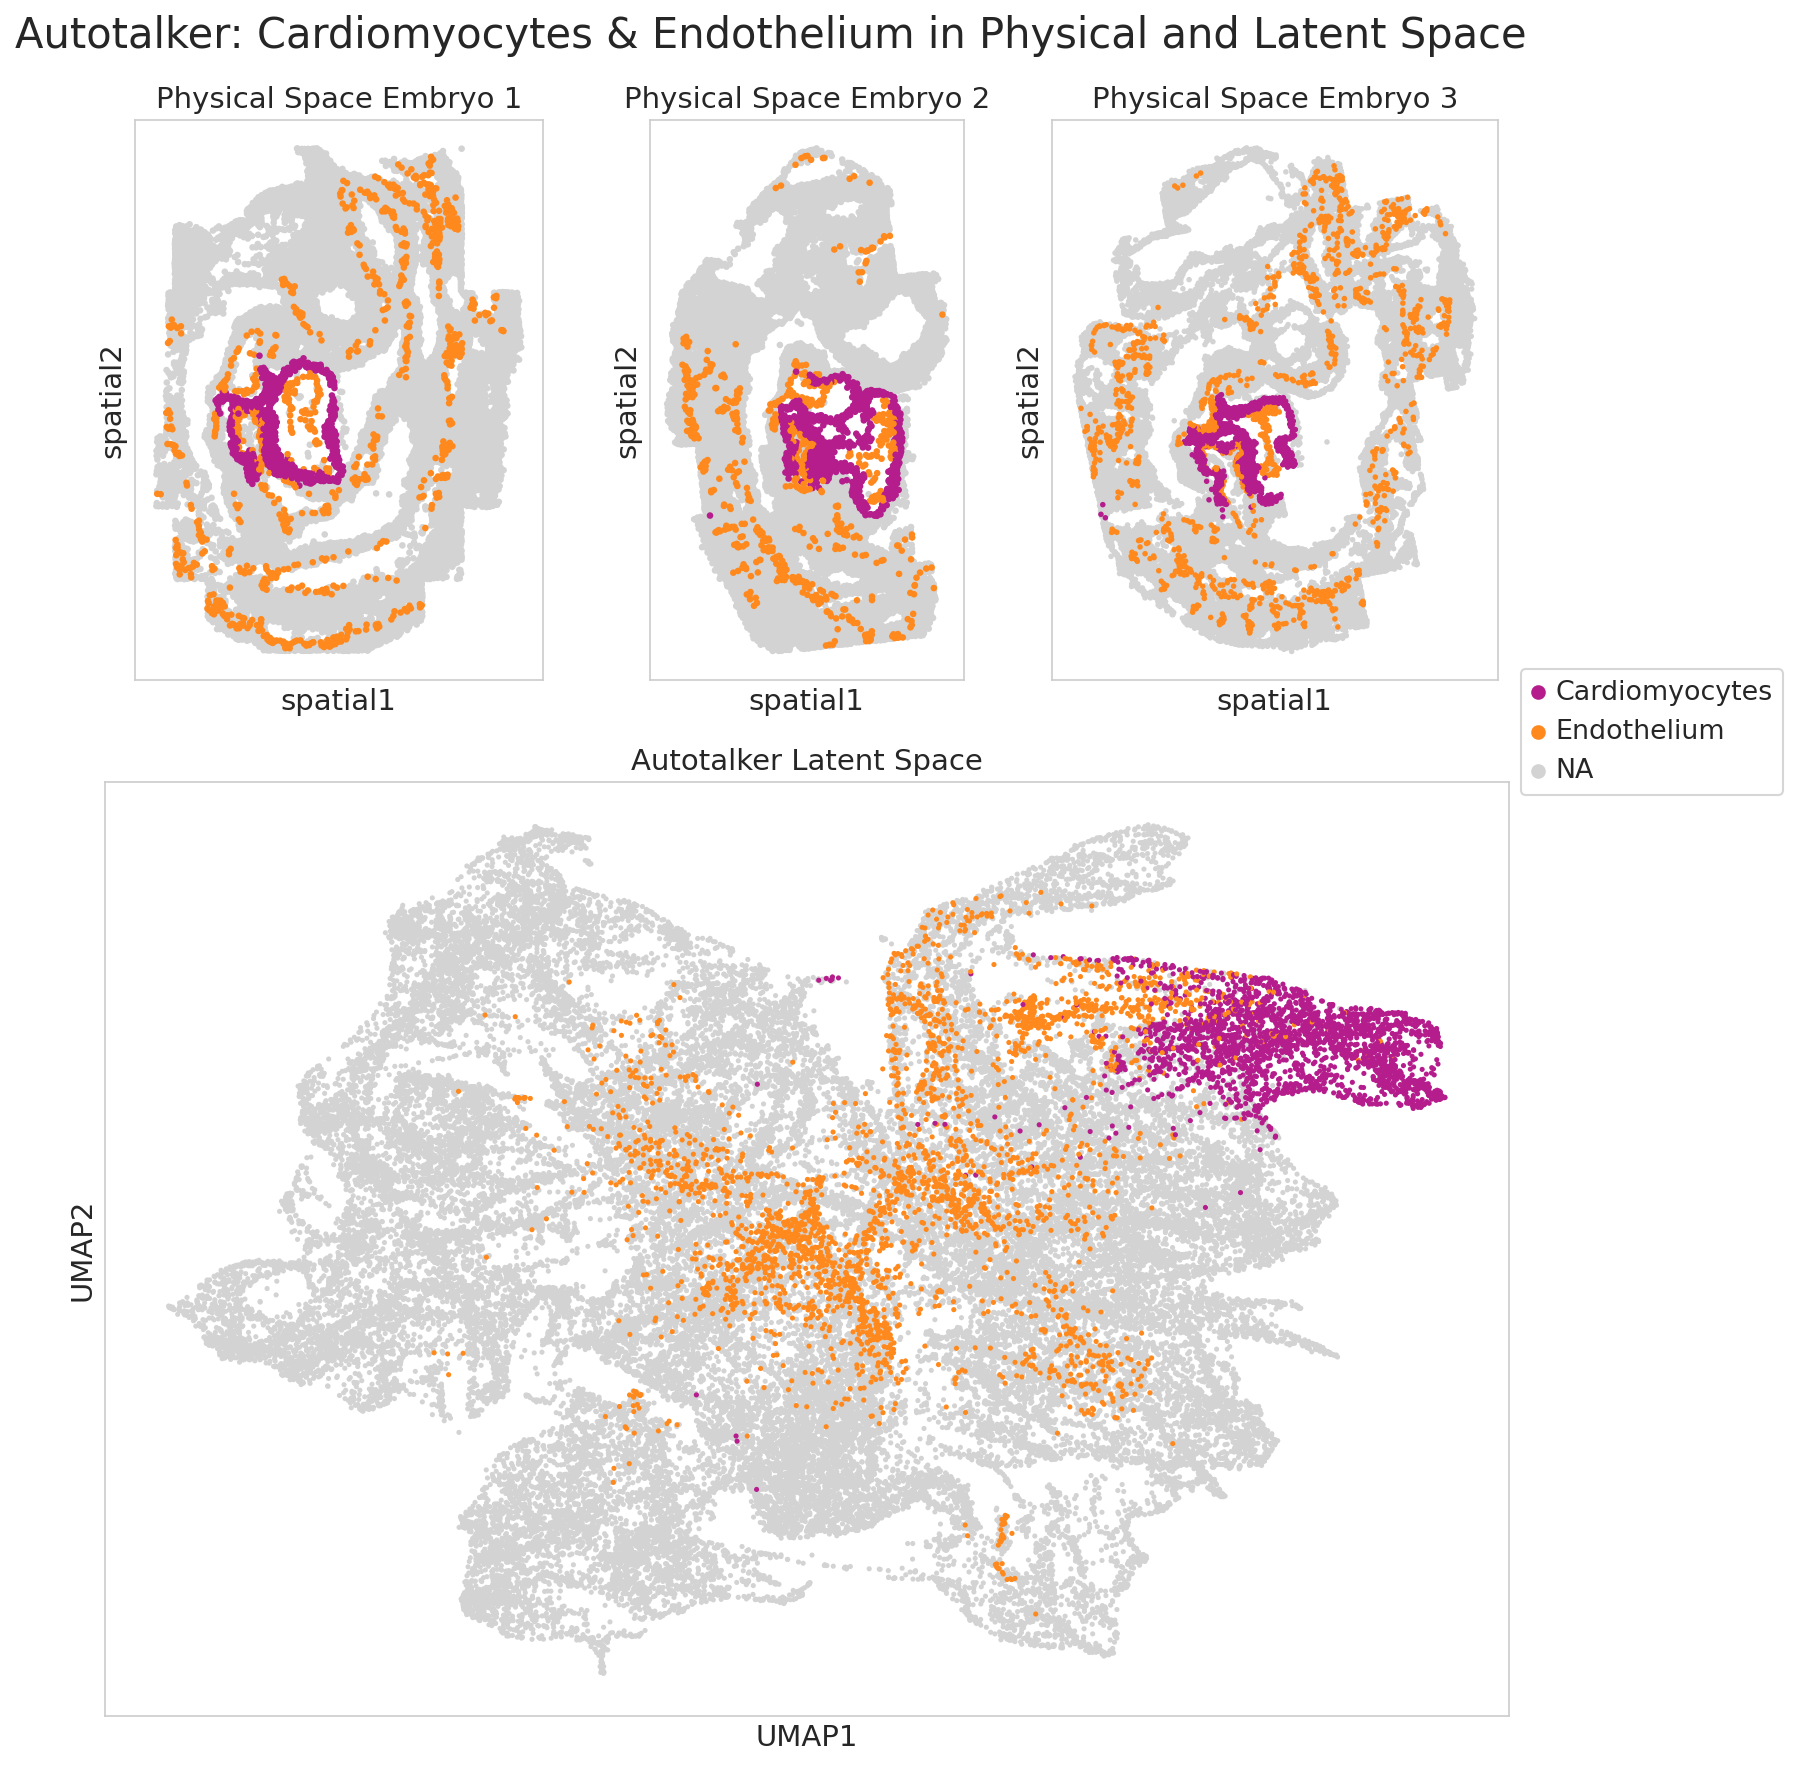 Autotalker: Cardiomyocytes & Endothelium in Physical and Latent Space
Physical Space Embryo 1
Physical Space Embryo 2
Physical Space Embryo 3
spatial2
spatial2
spatial2
spatial1
spatial1
spatial1
Cardiomyocytes
Endothelium
NA
Autotalker Latent Space
UMAP2
UMAP1